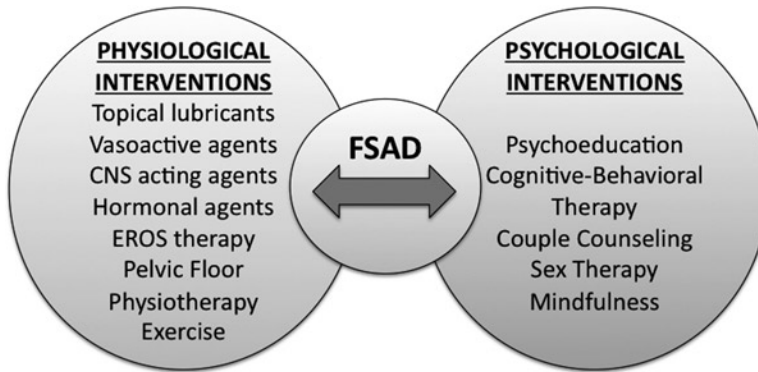 PHYSIOLOGICAL
INTERVENTIONS
Topical lubricants
Vasoactive agents
CNS acting agents
Hormonal agents
EROS therapy
Pelvic Floor
Physiotherapy
Exercise
FSAD
PSYCHOLOGICAL
INTERVENTIONS
Psychoeducation
Cognitive-Behavioral
Therapy
Couple Counseling
Sex Therapy
Mindfulness